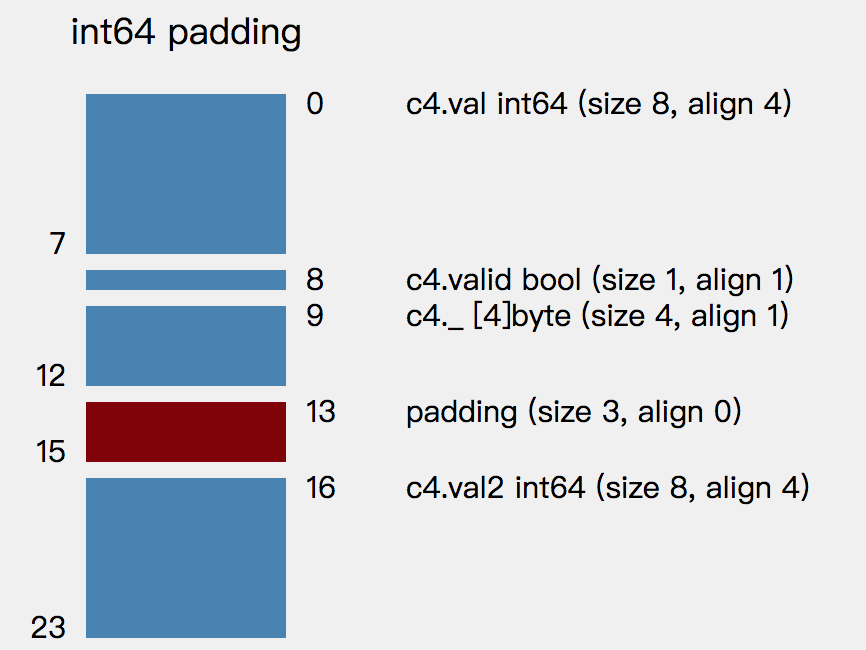 int64 padding
0 c4.val int64 (size 8, align 4)
7
8 c4.valid bool (size 1, align 1)
9 c4._ [4]byte (size 4, align 1)
12
13 padding (size 3, align 0)
15
16 c4.val2 int64 (size 8, align 4)
23